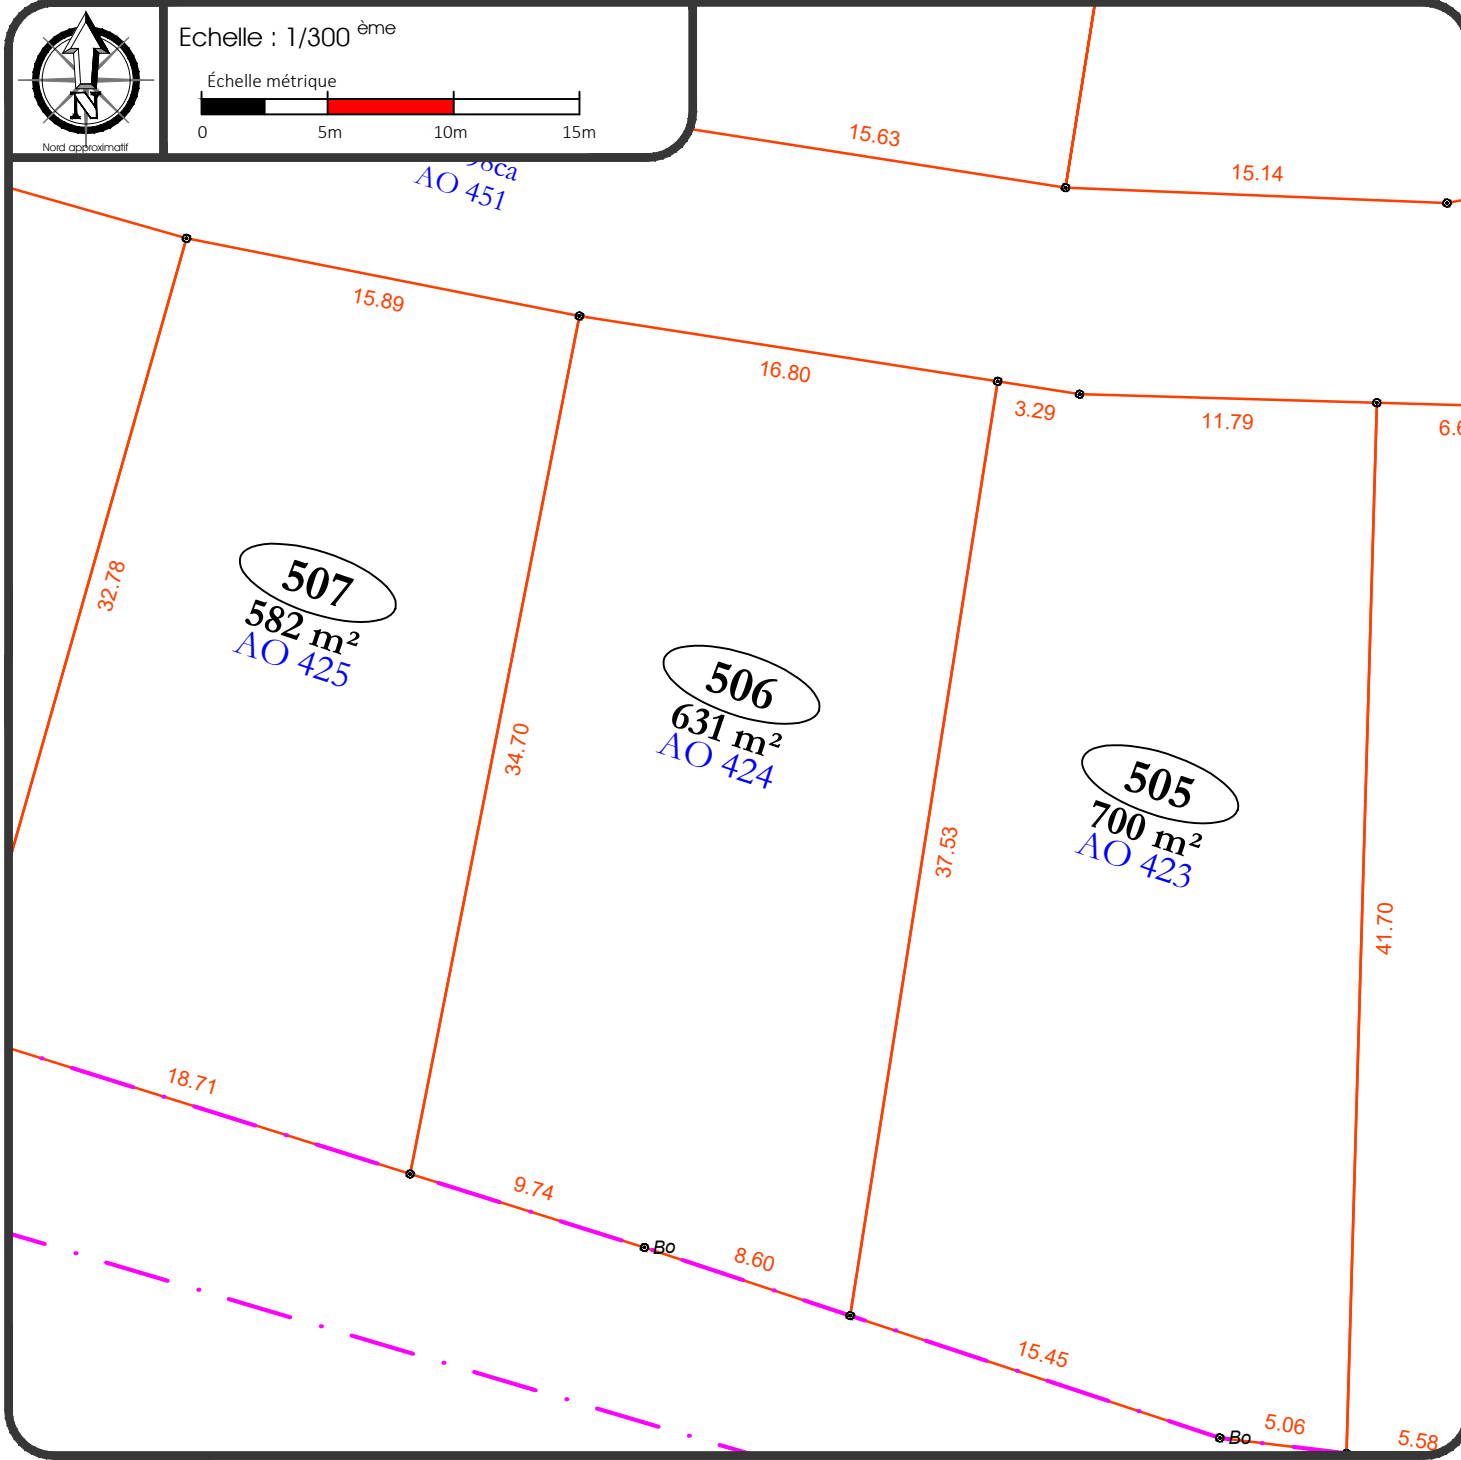 N
Nord approximatif
Echelle : 1/300 ème
Échelle métrique
0 5m 10m 15m
AO 451
15.63
15.14
15.89
16.80
3.29
11.79
32.78
507
582 m²
AO 425
34.70
506
631 m²
AO 424
37.53
505
700 m²
AO 423
41.70
18.71
9.74
Bo
8.60
15.45
Bo
5.06
5.58